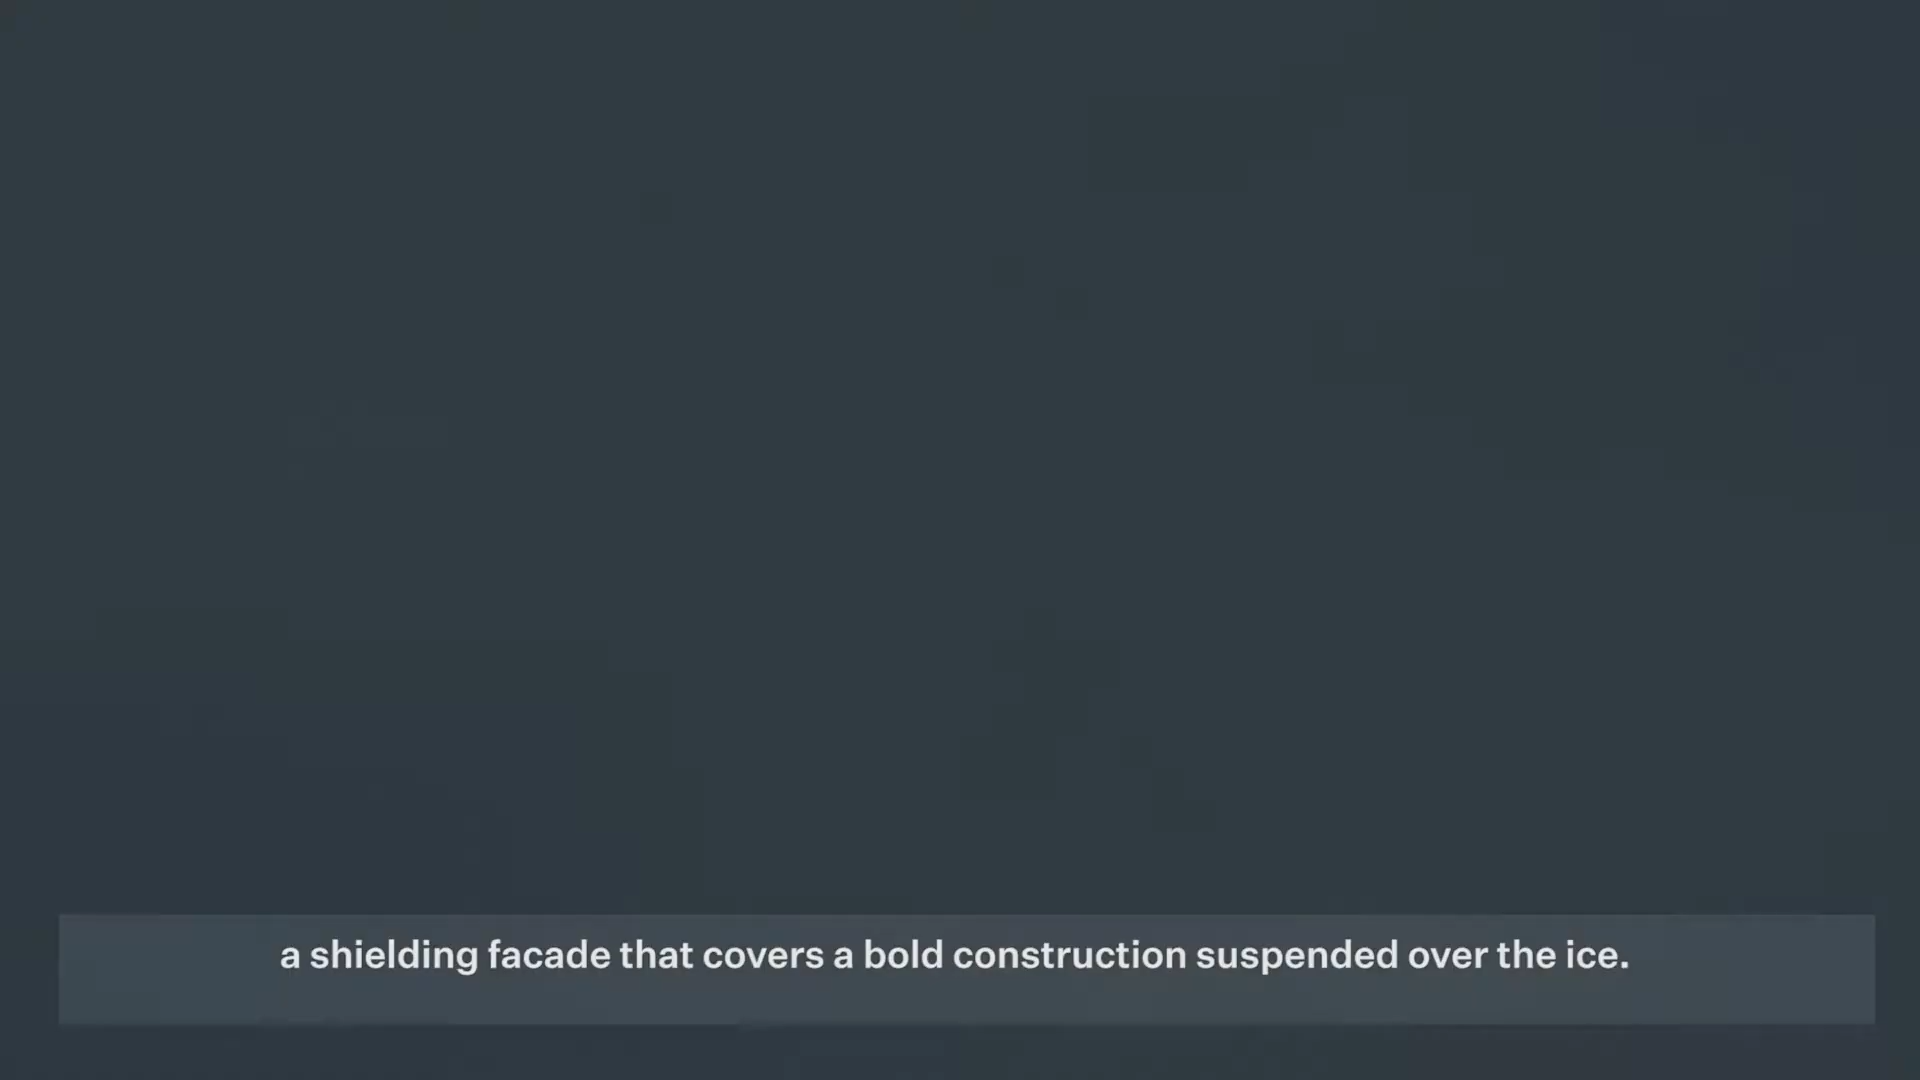 a shielding facade that covers a bold construction suspended over the ice.